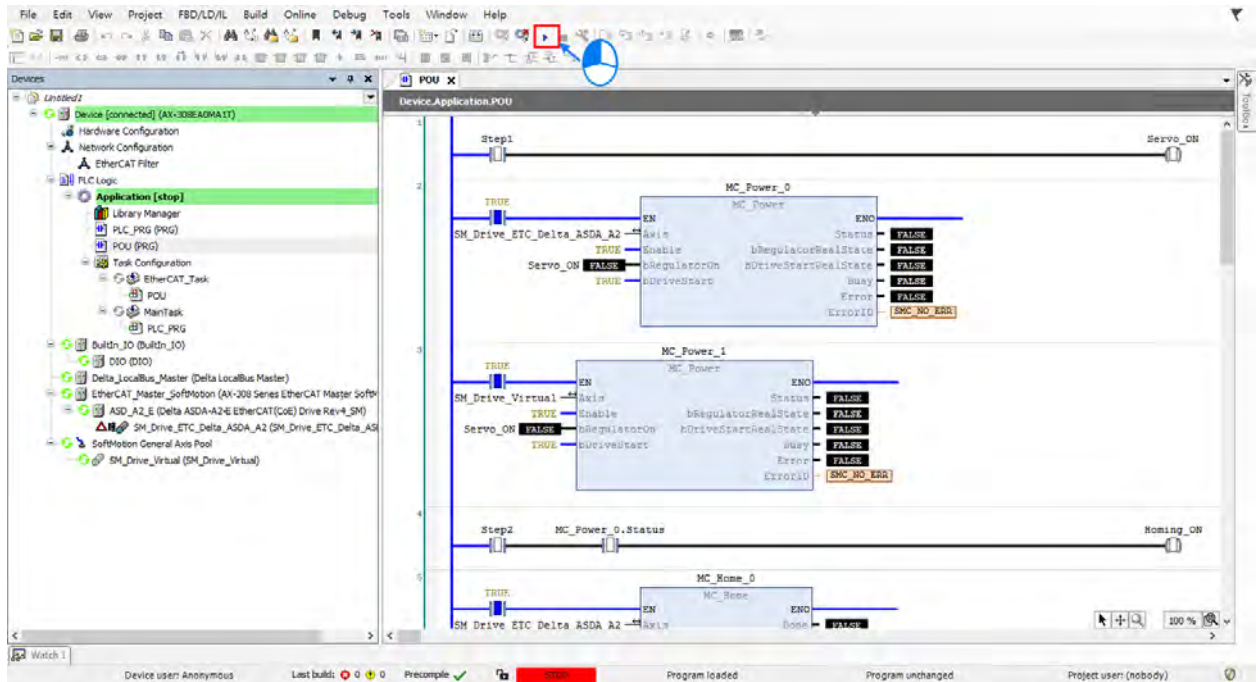 File Edit View Project FBD/LD/IL Build Online Debug Tools Window Help
Devices
POU
Untitled1
Device [connected] (AX-308EA0MA1T)
Hardware Configuration
Network Configuration
EtherCAT Filter
PLC Logic
Application [stop]
Library Manager
PLC_PRG (PRG)
POU (PRG)
Task Configuration
EtherCAT_Task
POU
MainTask
PLC_PRG
BuiltIn_IO (BuiltIn_IO)
DIO (DIO)
Delta_LocalBus_Master (Delta LocalBus Master)
EtherCAT_Master_SoftMotion (AX-308 Series EtherCAT Master SoftM
ASD_A2_E (Delta ASDA-A2-E EtherCAT(CoE) Drive Rev4_SM)
SM_Drive_ETC_Delta_ASDA_A2 (SM_Drive_ETC_Delta_ASI
SoftMotion General Axis Pool
SM_Drive_Virtual (SM_Drive_Virtual)
Device.Application.POU
Toolbox
1
Step1 Servo_ON
2
MC_Power_0
TRUE MC_Power
EN ENO
SM_Drive_ETC_Delta_ASDA_A2 Axis Status FALSE
TRUE Enable bRegulatorRealState FALSE
Servo_ON FALSE bRegulatorOn bDriveStartRealState FALSE
TRUE bDriveStart Busy FALSE
Error FALSE
ErrorID SMC_NO_ERR
3
MC_Power_1
TRUE MC_Power
EN ENO
SM_Drive_Virtual Axis Status FALSE
TRUE Enable bRegulatorRealState FALSE
Servo_ON FALSE bRegulatorOn bDriveStartRealState FALSE
TRUE bDriveStart Busy FALSE
Error FALSE
ErrorID SMC_NO_ERR
4
Step2 MC_Power_0.Status Homing_ON
5
MC_Home_0
TRUE MC_Home
EN ENO
SM_Drive_ETC_Delta_ASDA_A2 Axis Done FALSE
100 %
Watch 1
Device user: Anonymous Last build: 0 0 Precompile STOP Program loaded Program unchanged Project user: (nobody)